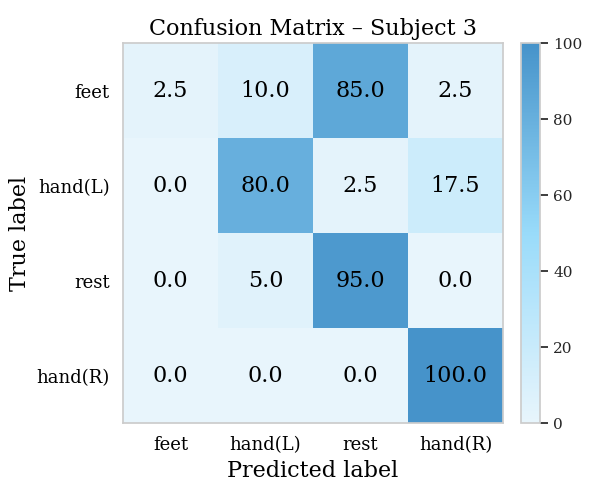 Confusion Matrix – Subject 3
True label
feet 2.5 10.0 85.0 2.5
hand(L) 0.0 80.0 2.5 17.5
rest 0.0 5.0 95.0 0.0
hand(R) 0.0 0.0 0.0 100.0
feet hand(L) rest hand(R)
Predicted label
100
80
60
40
20
0